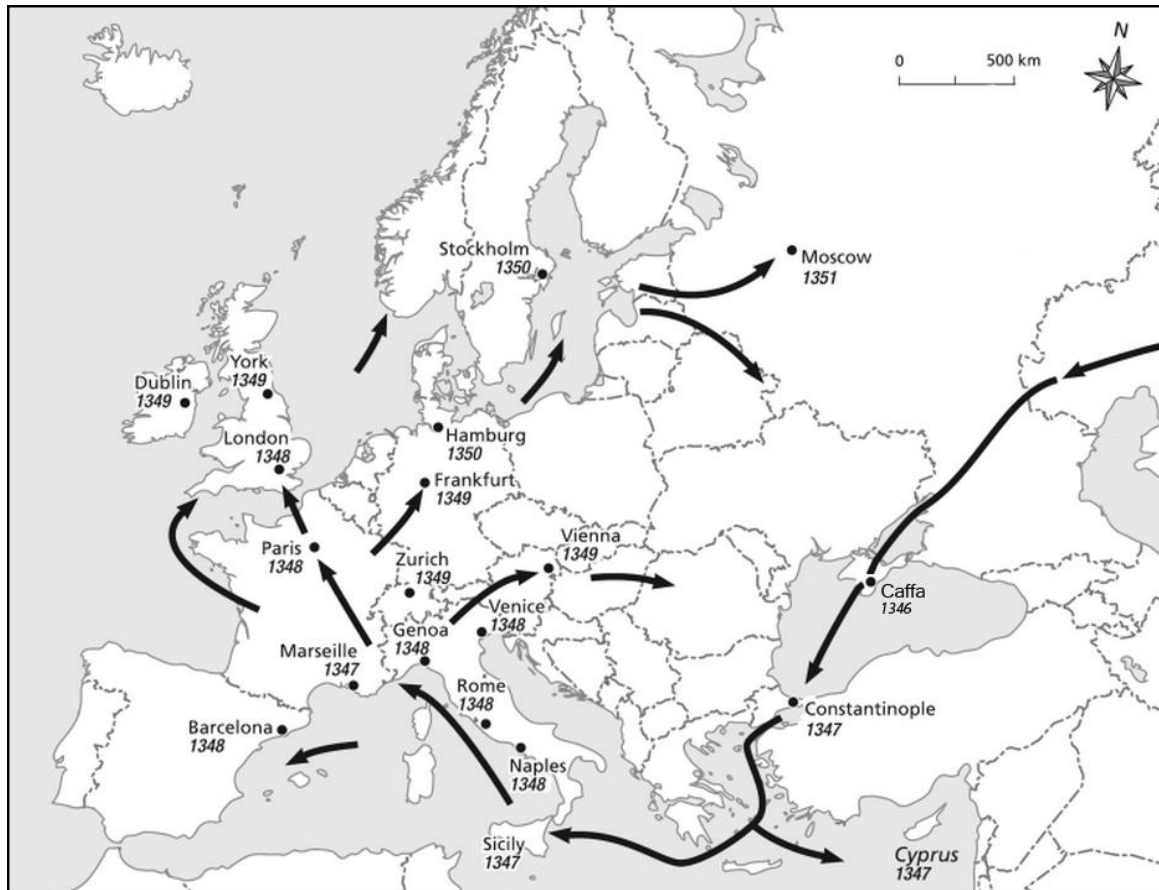 N
0 500 km
Stockholm
1350
Moscow
1351
York
1349
Dublin
1349
London
1348
Hamburg
1350
Frankfurt
1349
Paris
1348
Vienna
1349
Zurich
1349
Caffa
1346
Venice
1348
Genoa
1348
Marseille
1347
Rome
1348
Constantinople
1347
Barcelona
1348
Naples
1348
Sicily
1347
Cyprus
1347